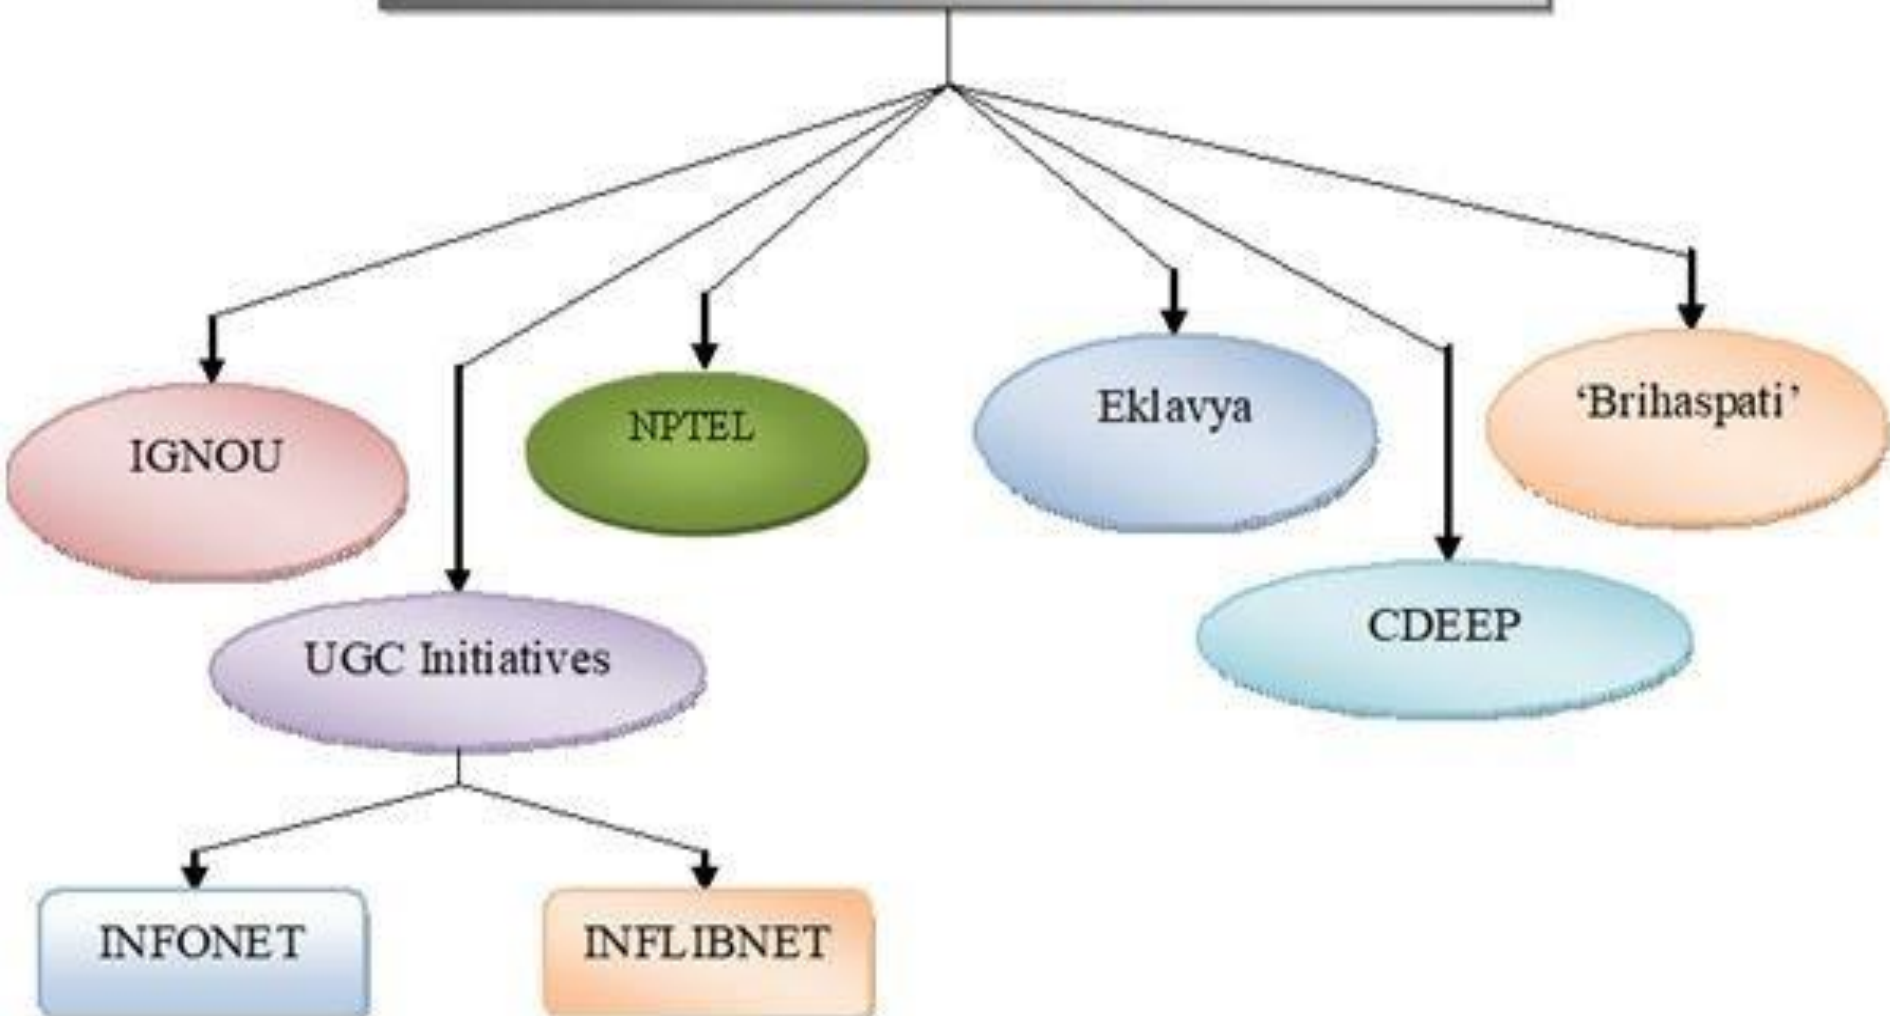 IGNOU
NPTEL
Eklavya
‘Brihaspati’
UGC Initiatives
CDEEP
INFONET
INFLIBNET